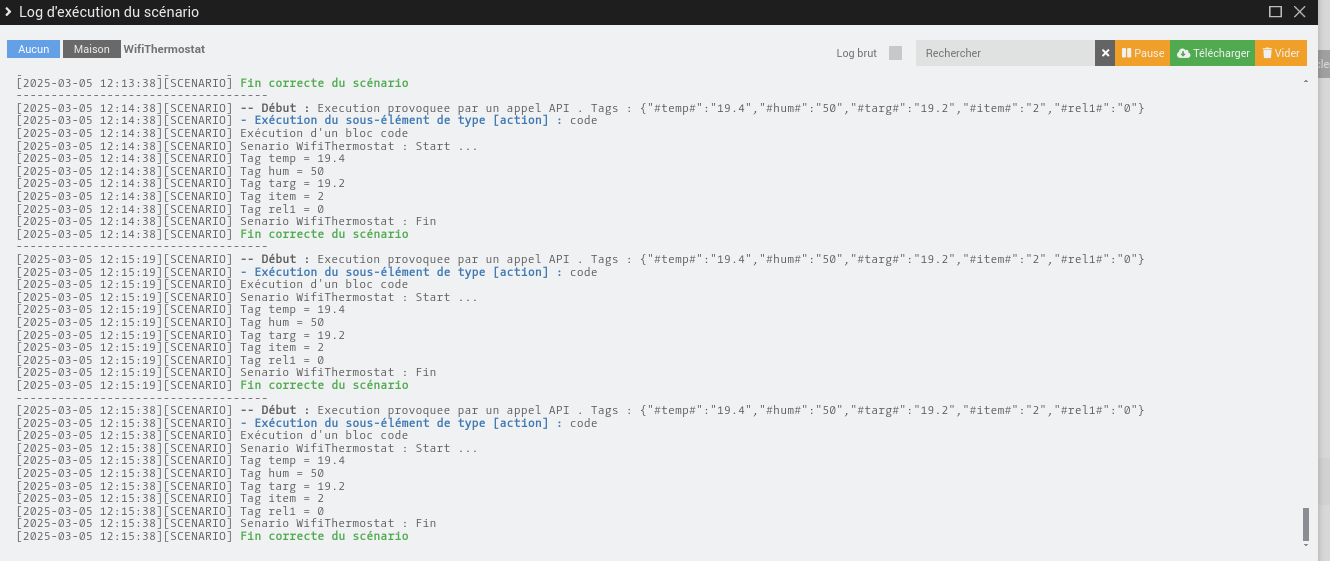 Log d'exécution du scénario
Aucun Maison WifiThermostat Log brut Rechercher Pause Télécharger Vider
[2025-03-05 12:13:38][SCENARIO] Fin correcte du scénario
------------------------------------
[2025-03-05 12:14:38][SCENARIO] -- Début : Execution provoquee par un appel API . Tags : {"#temp#":"19.4","#hum#":"50","#targ#":"19.2","#item#":"2","#rel1#":"0"}
[2025-03-05 12:14:38][SCENARIO] - Exécution du sous-élément de type [action] : code
[2025-03-05 12:14:38][SCENARIO] Exécution d'un bloc code
[2025-03-05 12:14:38][SCENARIO] Senario WifiThermostat : Start ...
[2025-03-05 12:14:38][SCENARIO] Tag temp = 19.4
[2025-03-05 12:14:38][SCENARIO] Tag hum = 50
[2025-03-05 12:14:38][SCENARIO] Tag targ = 19.2
[2025-03-05 12:14:38][SCENARIO] Tag item = 2
[2025-03-05 12:14:38][SCENARIO] Tag rel1 = 0
[2025-03-05 12:14:38][SCENARIO] Senario WifiThermostat : Fin
[2025-03-05 12:14:38][SCENARIO] Fin correcte du scénario
------------------------------------
[2025-03-05 12:15:19][SCENARIO] -- Début : Execution provoquee par un appel API . Tags : {"#temp#":"19.4","#hum#":"50","#targ#":"19.2","#item#":"2","#rel1#":"0"}
[2025-03-05 12:15:19][SCENARIO] - Exécution du sous-élément de type [action] : code
[2025-03-05 12:15:19][SCENARIO] Exécution d'un bloc code
[2025-03-05 12:15:19][SCENARIO] Senario WifiThermostat : Start ...
[2025-03-05 12:15:19][SCENARIO] Tag temp = 19.4
[2025-03-05 12:15:19][SCENARIO] Tag hum = 50
[2025-03-05 12:15:19][SCENARIO] Tag targ = 19.2
[2025-03-05 12:15:19][SCENARIO] Tag item = 2
[2025-03-05 12:15:19][SCENARIO] Tag rel1 = 0
[2025-03-05 12:15:19][SCENARIO] Senario WifiThermostat : Fin
[2025-03-05 12:15:19][SCENARIO] Fin correcte du scénario
------------------------------------
[2025-03-05 12:15:38][SCENARIO] -- Début : Execution provoquee par un appel API . Tags : {"#temp#":"19.4","#hum#":"50","#targ#":"19.2","#item#":"2","#rel1#":"0"}
[2025-03-05 12:15:38][SCENARIO] - Exécution du sous-élément de type [action] : code
[2025-03-05 12:15:38][SCENARIO] Exécution d'un bloc code
[2025-03-05 12:15:38][SCENARIO] Senario WifiThermostat : Start ...
[2025-03-05 12:15:38][SCENARIO] Tag temp = 19.4
[2025-03-05 12:15:38][SCENARIO] Tag hum = 50
[2025-03-05 12:15:38][SCENARIO] Tag targ = 19.2
[2025-03-05 12:15:38][SCENARIO] Tag item = 2
[2025-03-05 12:15:38][SCENARIO] Tag rel1 = 0
[2025-03-05 12:15:38][SCENARIO] Senario WifiThermostat : Fin
[2025-03-05 12:15:38][SCENARIO] Fin correcte du scénario